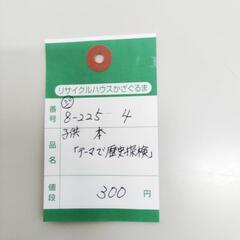 リサイクルハウスかざぐるま
番号 8-225 4
品名 子供 本
「テーマで歴史探検」
値段 300 円